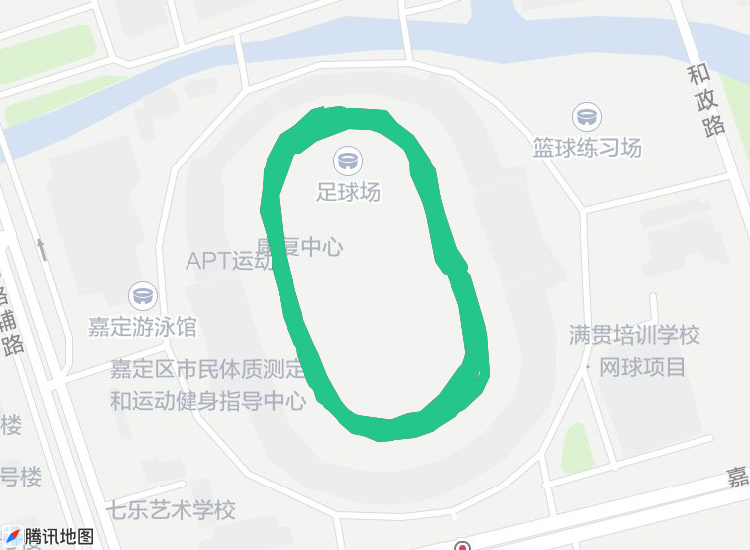 和政路
篮球练习场
足球场
康复中心
APT运动
嘉定游泳馆
路辅路
满贯培训学校
· 网球项目
嘉定区市民体质测定
和运动健身指导中心
楼
号楼
七乐艺术学校
嘉
腾讯地图